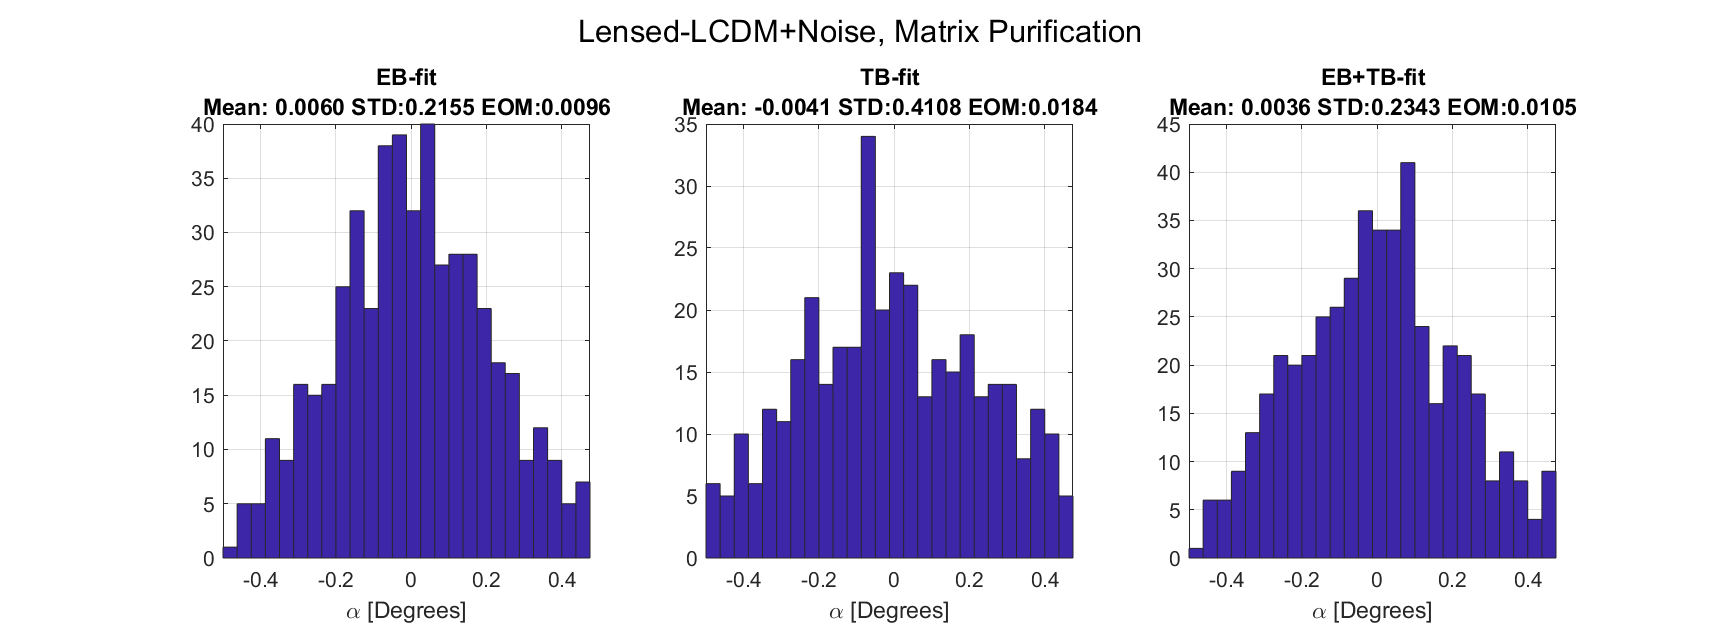 Lensed-LCDM+Noise, Matrix Purification
EB-fit
Mean: 0.0060 STD:0.2155 EOM:0.0096
40
35
30
25
20
15
10
5
0
-0.4 -0.2 0 0.2 0.4
α [Degrees]
TB-fit
Mean: -0.0041 STD:0.4108 EOM:0.0184
35
30
25
20
15
10
5
0
-0.4 -0.2 0 0.2 0.4
α [Degrees]
EB+TB-fit
Mean: 0.0036 STD:0.2343 EOM:0.0105
45
40
35
30
25
20
15
10
5
0
-0.4 -0.2 0 0.2 0.4
α [Degrees]